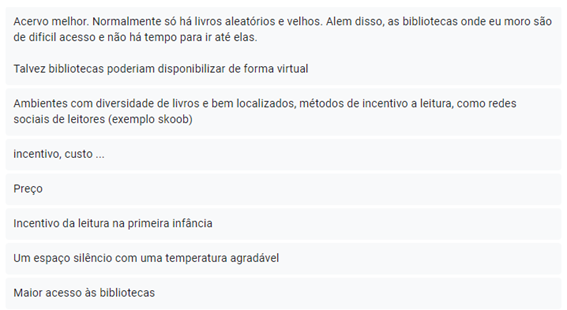 Acervo melhor. Normalmente só há livros aleatórios e velhos. Alem disso, as bibliotecas onde eu moro são
de dificil acesso e não há tempo para ir até elas.
Talvez bibliotecas poderiam disponibilizar de forma virtual
Ambientes com diversidade de livros e bem localizados, métodos de incentivo a leitura, como redes
sociais de leitores (exemplo skoob)
incentivo, custo ...
Preço
Incentivo da leitura na primeira infância
Um espaço silêncio com uma temperatura agradável
Maior acesso às bibliotecas